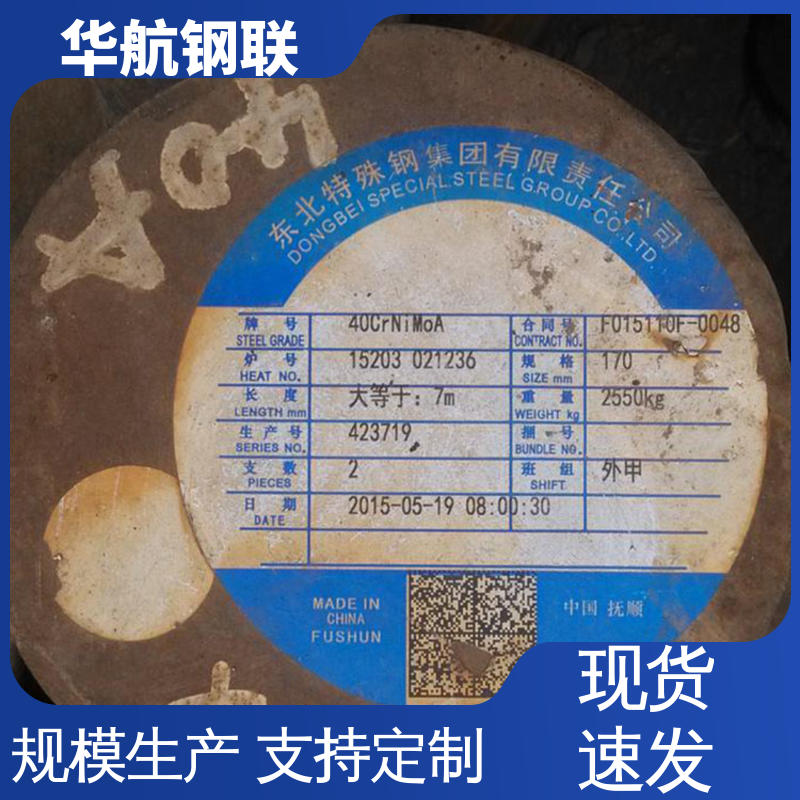 华航钢联
40
A
东北特殊钢集团有限责任公司
DONGBEI SPECIAL STEEL GROUP CO.,LTD.
牌号 40CrNiMoA 合同号 F015110F-0048
STEEL GRADE CONTRACT NO.
炉号 15203 021236 规格 170
HEAT NO. SIZE mm
长度 大等于: 7m 重量 2550kg
LENGTH mm WEIGHT kg
生产号 423719 捆号
SERIES NO. BUNDLE NO.
支数 2 班组 外甲
PIECES SHIFT
日期 2015-05-19 08:00:30
DATE
MADE IN
CHINA
FUSHUN
中国 抚顺
现货
速发
规模生产 支持定制